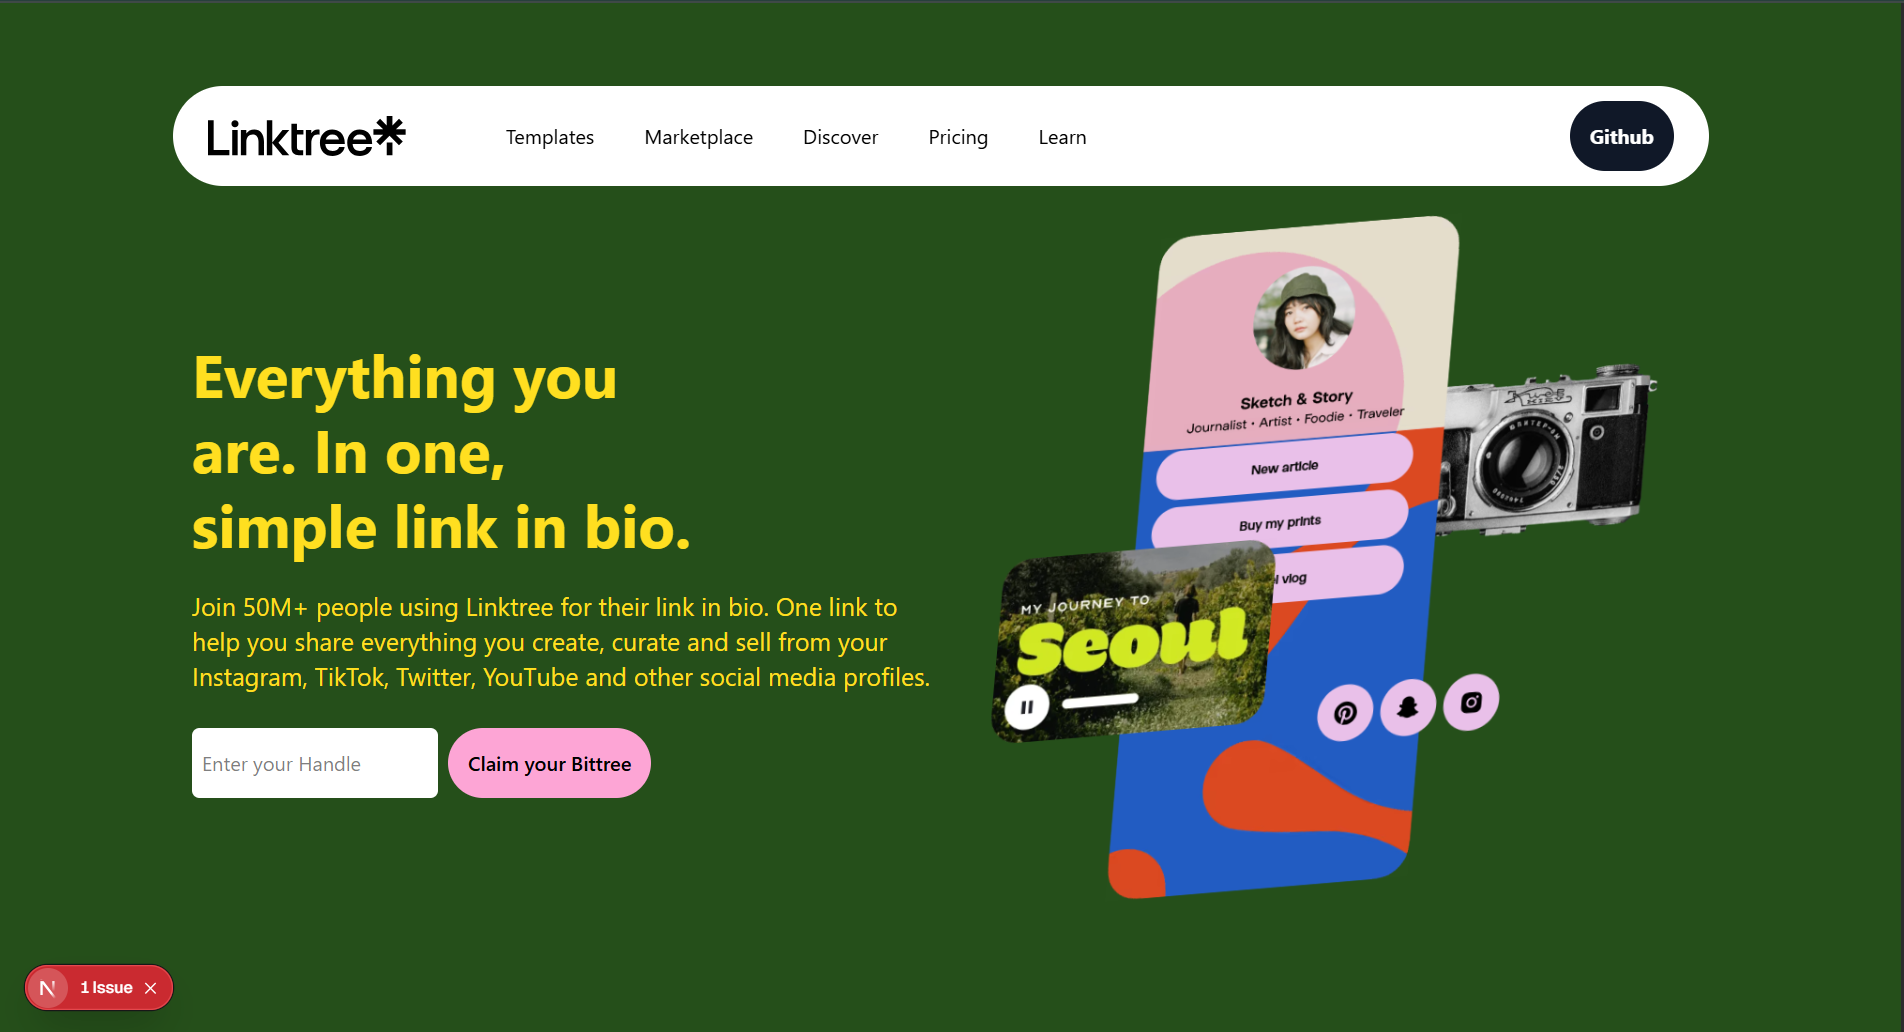 Linktree
Templates
Marketplace
Discover
Pricing
Learn
Github
Everything you
are. In one,
simple link in bio.
Join 50M+ people using Linktree for their link in bio. One link to
help you share everything you create, curate and sell from your
Instagram, TikTok, Twitter, YouTube and other social media profiles.
Enter your Handle
Claim your Bittree
Sketch & Story
Journalist • Artist • Foodie • Traveler
New article
Buy my prints
vlog
MY JOURNEY TO
Seoul
N
1 Issue